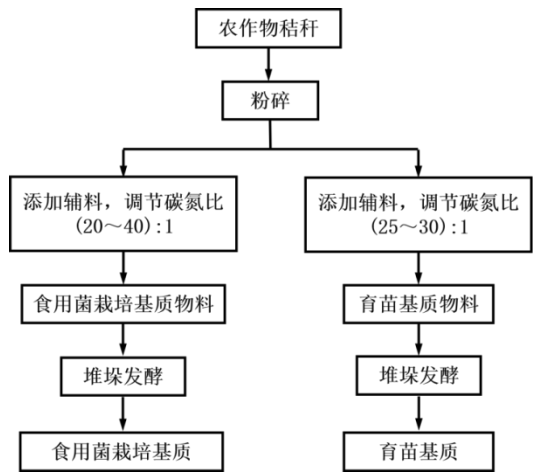 农作物秸秆
粉碎
添加辅料，调节碳氮比
(20～40):1
食用菌栽培基质物料
堆垛发酵
食用菌栽培基质
添加辅料，调节碳氮比
(25～30):1
育苗基质物料
堆垛发酵
育苗基质